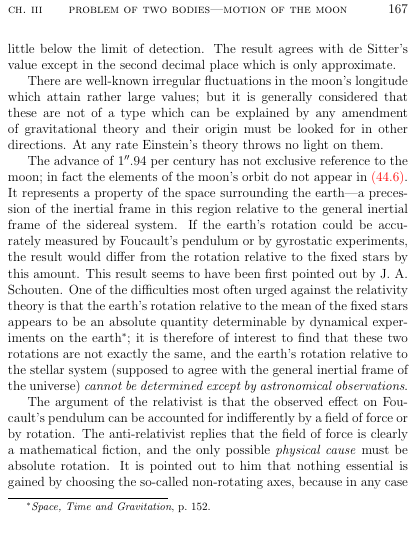 CH. III PROBLEM OF TWO BODIES—MOTION OF THE MOON 167
little below the limit of detection. The result agrees with de Sitter's
value except in the second decimal place which is only approximate.
There are well-known irregular fluctuations in the moon's longitude
which attain rather large values; but it is generally considered that
these are not of a type which can be explained by any amendment
of gravitational theory and their origin must be looked for in other
directions. At any rate Einstein's theory throws no light on them.
The advance of 1″.94 per century has not exclusive reference to the
moon; in fact the elements of the moon's orbit do not appear in (44.6).
It represents a property of the space surrounding the earth—a preces-
sion of the inertial frame in this region relative to the general inertial
frame of the sidereal system. If the earth's rotation could be accu-
rately measured by Foucault's pendulum or by gyrostatic experiments,
the result would differ from the rotation relative to the fixed stars by
this amount. This result seems to have been first pointed out by J. A.
Schouten. One of the difficulties most often urged against the relativity
theory is that the earth's rotation relative to the mean of the fixed stars
appears to be an absolute quantity determinable by dynamical exper-
iments on the earth*; it is therefore of interest to find that these two
rotations are not exactly the same, and the earth's rotation relative to
the stellar system (supposed to agree with the general inertial frame of
the universe) cannot be determined except by astronomical observations.
The argument of the relativist is that the observed effect on Fou-
cault's pendulum can be accounted for indifferently by a field of force or
by rotation. The anti-relativist replies that the field of force is clearly
a mathematical fiction, and the only possible physical cause must be
absolute rotation. It is pointed out to him that nothing essential is
gained by choosing the so-called non-rotating axes, because in any case
*Space, Time and Gravitation, p. 152.